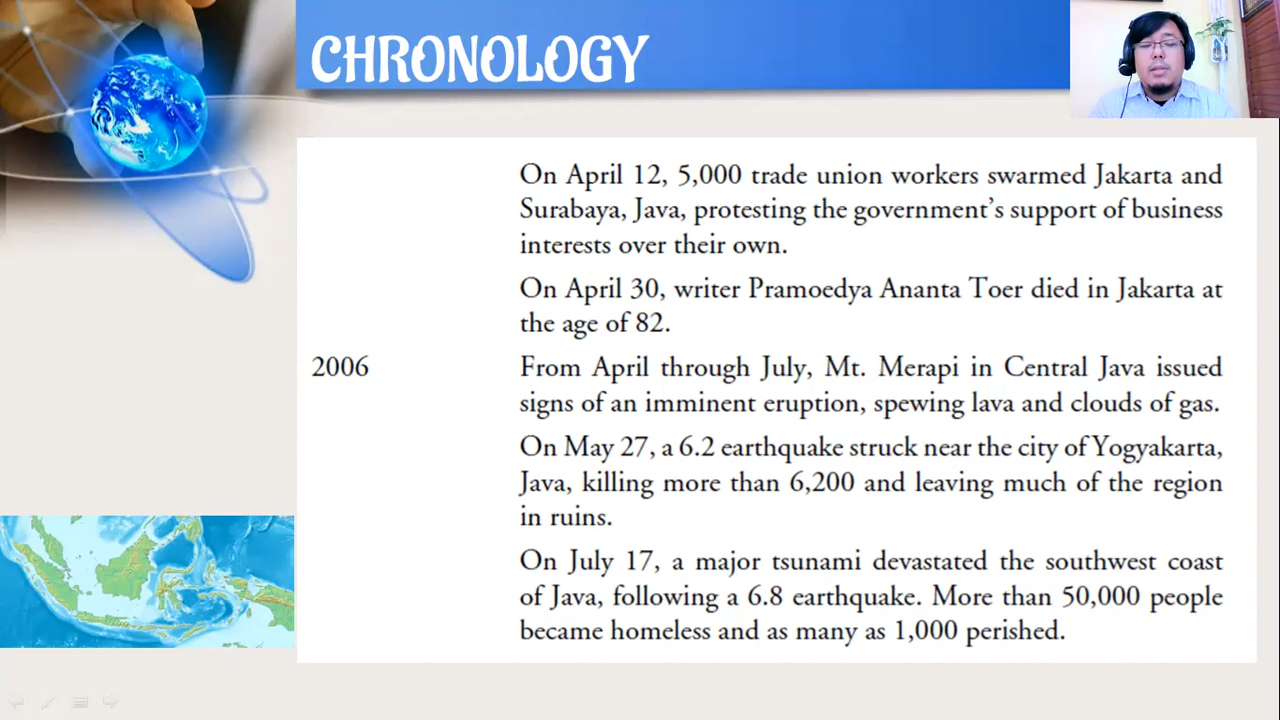 CHRONOLOGY
On April 12, 5,000 trade union workers swarmed Jakarta and
Surabaya, Java, protesting the government's support of business
interests over their own.
On April 30, writer Pramoedya Ananta Toer died in Jakarta at
the age of 82.
2006 From April through July, Mt. Merapi in Central Java issued
signs of an imminent eruption, spewing lava and clouds of gas.
On May 27, a 6.2 earthquake struck near the city of Yogyakarta,
Java, killing more than 6,200 and leaving much of the region
in ruins.
On July 17, a major tsunami devastated the southwest coast
of Java, following a 6.8 earthquake. More than 50,000 people
became homeless and as many as 1,000 perished.